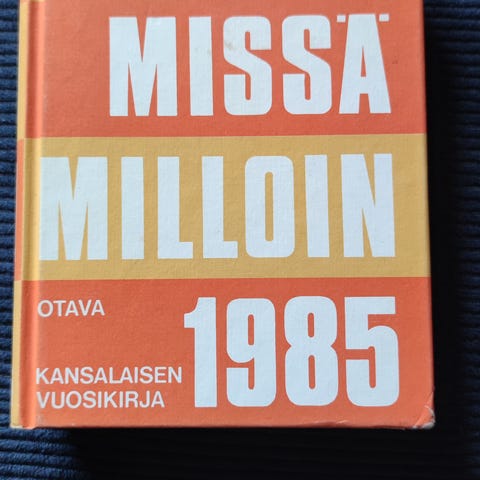 MISSÄ
MILLOIN
OTAVA
1985
KANSALAISEN
VUOSIKIRJA